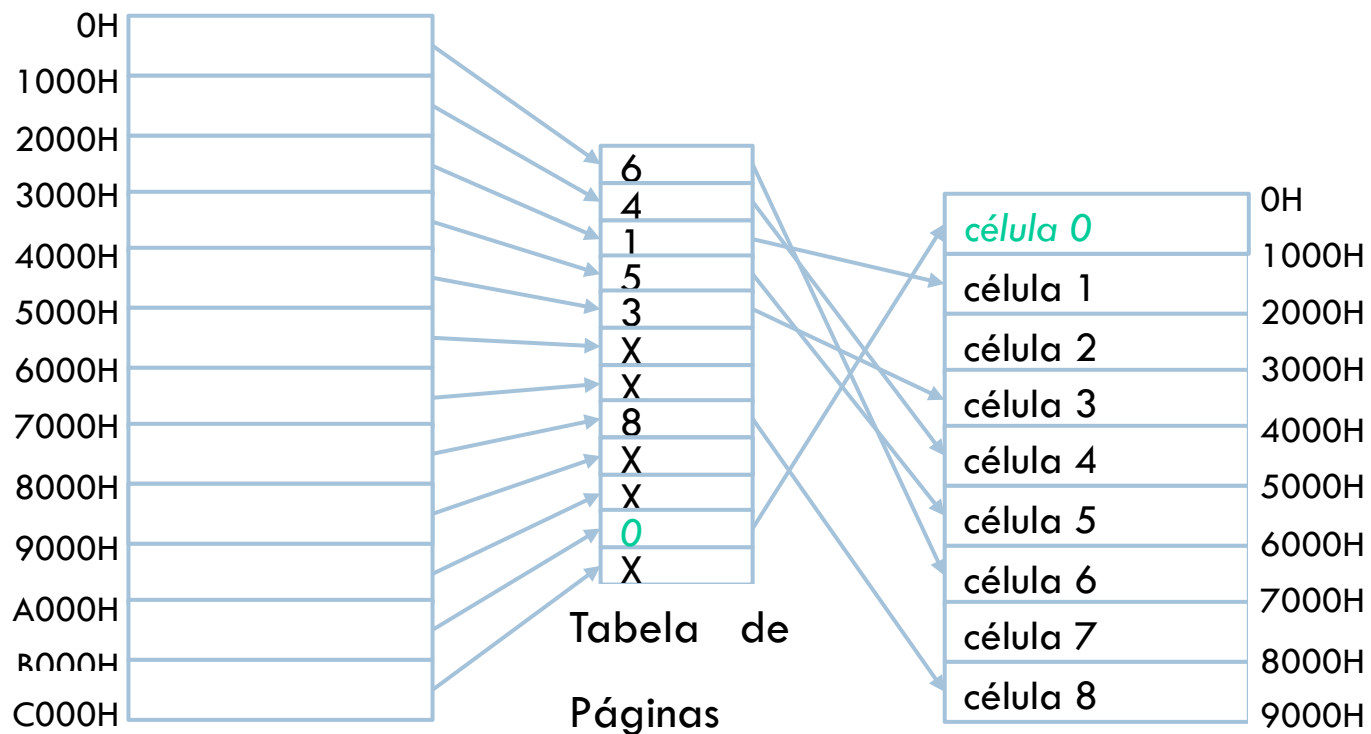 0H
1000H
2000H
3000H
4000H
5000H
6000H
7000H
8000H
9000H
A000H
B000H
C000H
6
4
1
5
3
X
X
8
X
X
0
X
Tabela de
Páginas
célula 0
célula 1
célula 2
célula 3
célula 4
célula 5
célula 6
célula 7
célula 8
0H
1000H
2000H
3000H
4000H
5000H
6000H
7000H
8000H
9000H